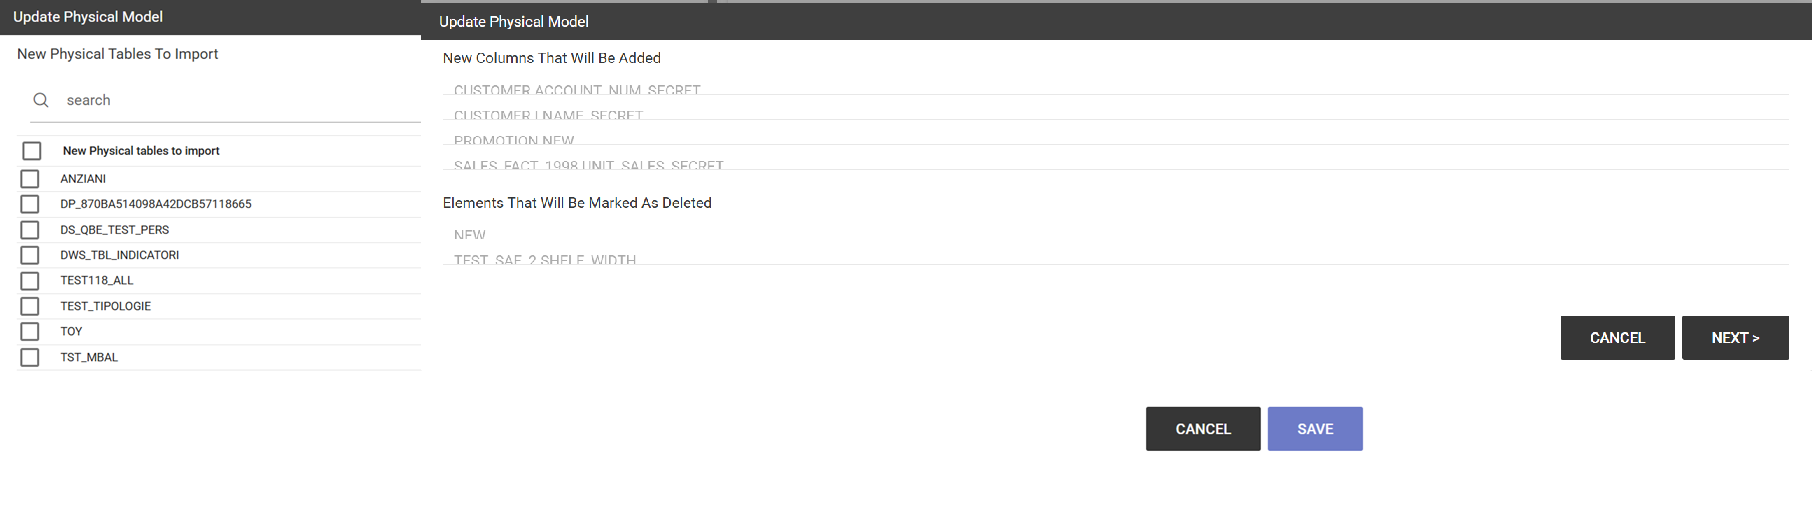 Update Physical Model
New Physical Tables To Import
search
New Physical tables to import
ANZIANI
DP_870BA514098A42DCB57118665
DS_QBE_TEST_PERS
DWS_TBL_INDICATORI
TEST118_ALL
TEST_TIPOLOGIE
TOY
TST_MBAL
Update Physical Model
New Columns That Will Be Added
CUSTOMER.ACCOUNT_NUM_SECRET
CUSTOMER.LNAME_SECRET
PROMOTION.NEW
SALES_FACT_1998.UNIT_SALES_SECRET
Elements That Will Be Marked As Deleted
NEW
TEST_SAF_2.SHELF_WIDTH
CANCEL
NEXT >
CANCEL
SAVE